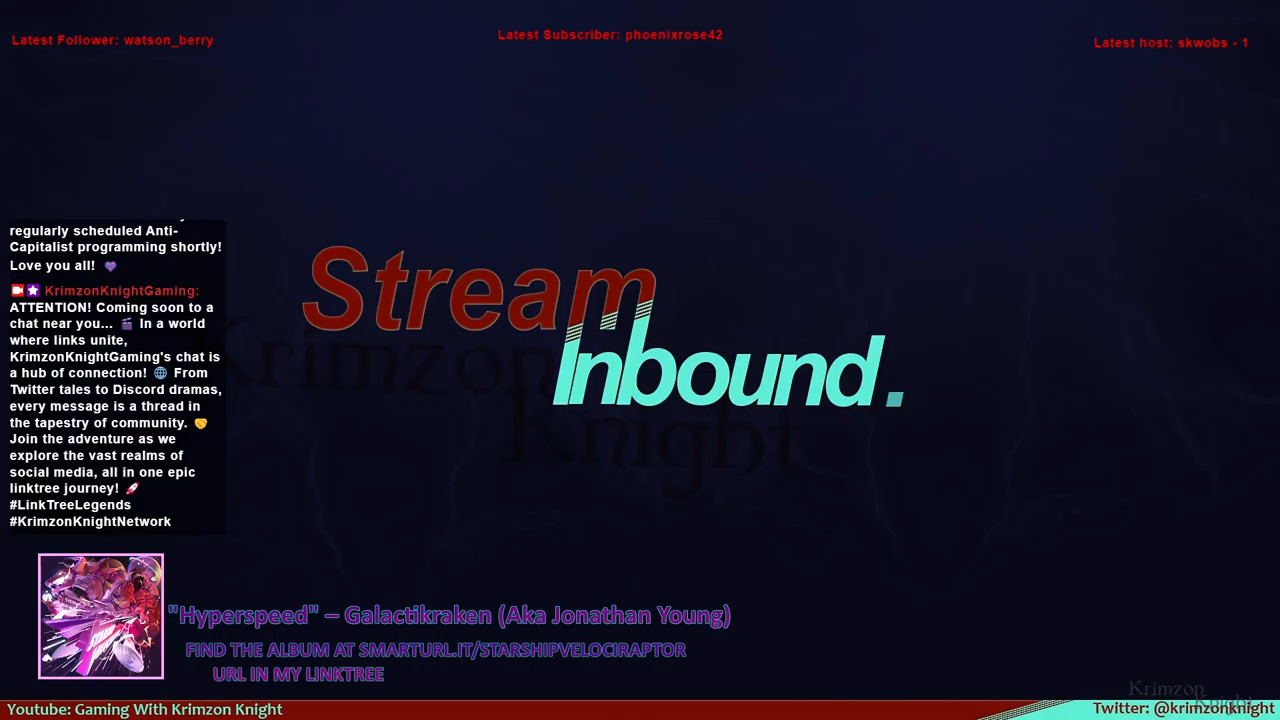 Latest Follower: watson_berry
Latest Subscriber: phoenixrose42
Latest host: skwobs - 1
regularly scheduled Anti-
Capitalist programming shortly!
Love you all! 💜
KrimzonKnightGaming:
ATTENTION! Coming soon to a
chat near you... 🎬 In a world
where links unite,
KrimzonKnightGaming's chat is
a hub of connection! 🌐 From
Twitter tales to Discord dramas,
every message is a thread in
the tapestry of community. 🤝
Join the adventure as we
explore the vast realms of
social media, all in one epic
linktree journey! 🚀
#LinkTreeLegends
#KrimzonKnightNetwork
Stream
Inbound.
Krimzon
Knight
"Hyperspeed" – Galactikraken (Aka Jonathan Young)
FIND THE ALBUM AT SMARTURL.IT/STARSHIPVELOCIRAPTOR
URL IN MY LINKTREE
Krimzon
Knight
Youtube: Gaming With Krimzon Knight
Twitter: @krimzonknight